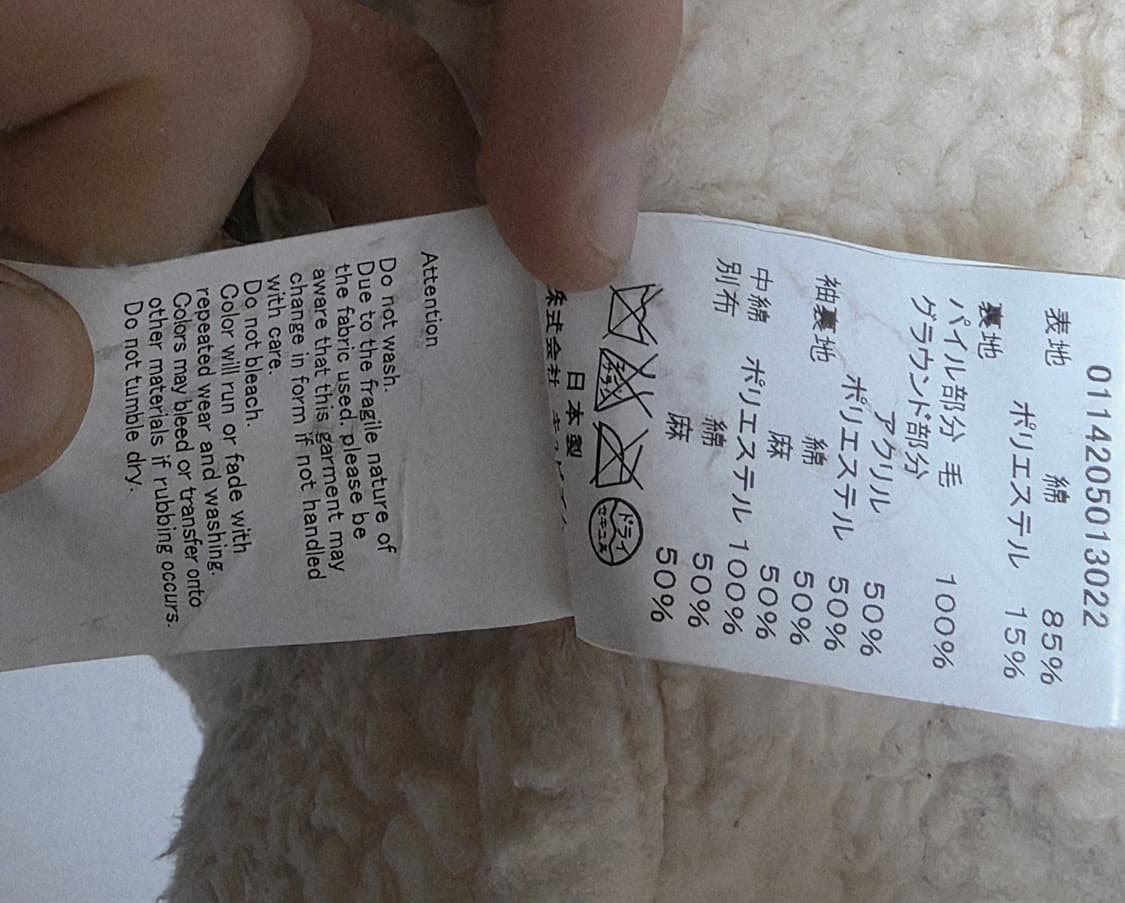 0114205013022
表地 綿 85%
ポリエステル 15%
裏地
パイル部分 毛 100%
グラウンド部分
アクリル 50%
ポリエステル 50%
袖裏地 綿 50%
麻 50%
中綿 ポリエステル 100%
別布 綿 50%
麻 50%
ドライ
日本製
株式会社
Attention
Do not wash.
Due to the fragile nature of
the fabric used, please be
aware that this garment may
change in form if not handled
with care.
Do not bleach.
Color will run or fade with
repeated wear and washing.
Colors may bleed or transfer onto
other materials if rubbing occurs.
Do not tumble dry.